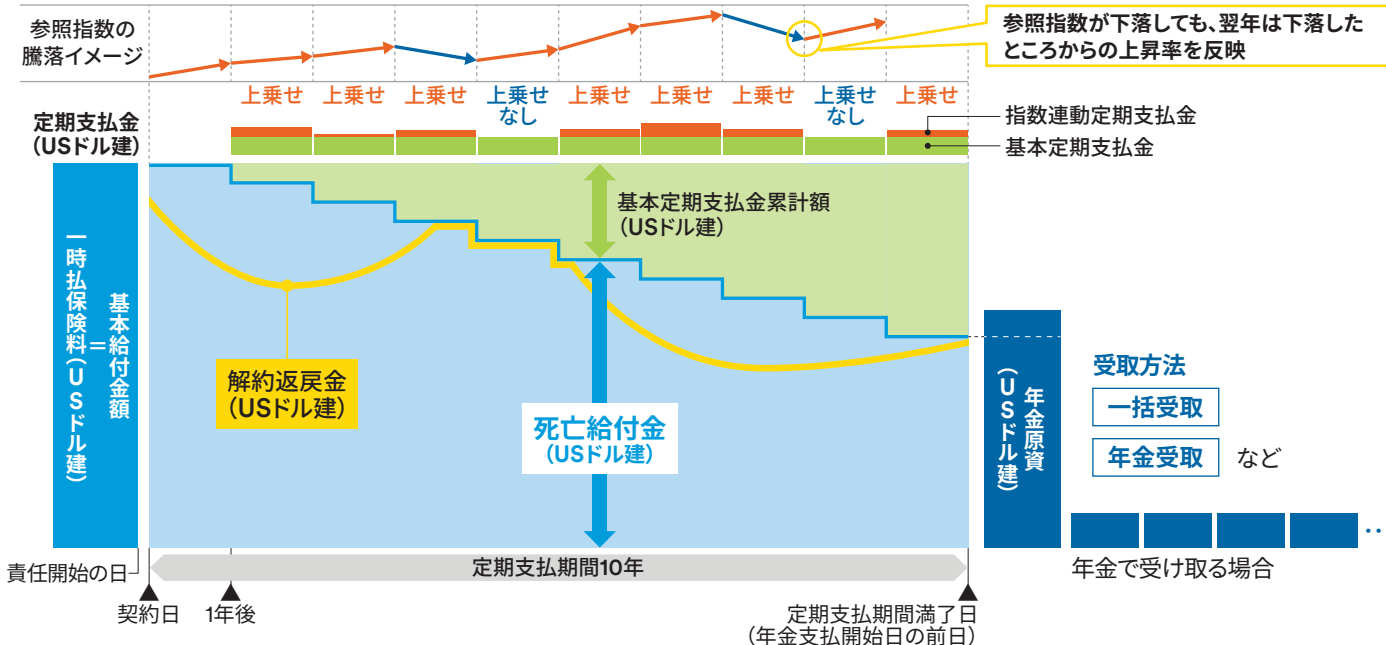 参照指数の
騰落イメージ
参照指数が下落しても、翌年は下落した
ところからの上昇率を反映
上乗せ
上乗せ
上乗せ
上乗せ
なし
上乗せ
上乗せ
上乗せ
上乗せ
なし
上乗せ
定期支払金
（USドル建）
指数連動定期支払金
基本定期支払金
一時払保険料（USドル建）
＝
基本給付金額
基本定期支払金累計額
（USドル建）
解約返戻金
（USドル建）
死亡給付金
（USドル建）
年金原資
（USドル建）
受取方法
一括受取
年金受取 など
年金で受け取る場合
責任開始の日
定期支払期間10年
契約日
1年後
定期支払期間満了日
（年金支払開始日の前日）